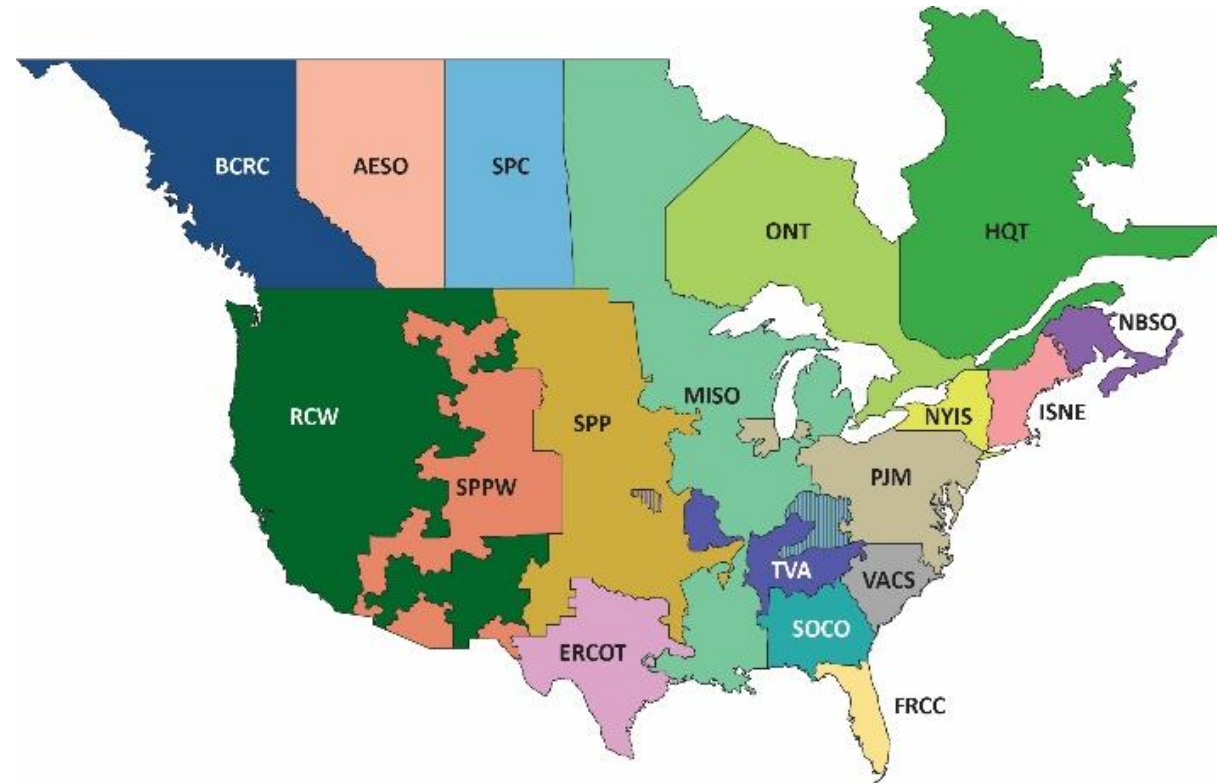 BCRC
AESO
SPC
ONT
HQT
NBSO
MISO
RCW
SPP
NYIS
ISNE
SPPW
PJM
TVA
VACS
SOCO
ERCOT
FRCC